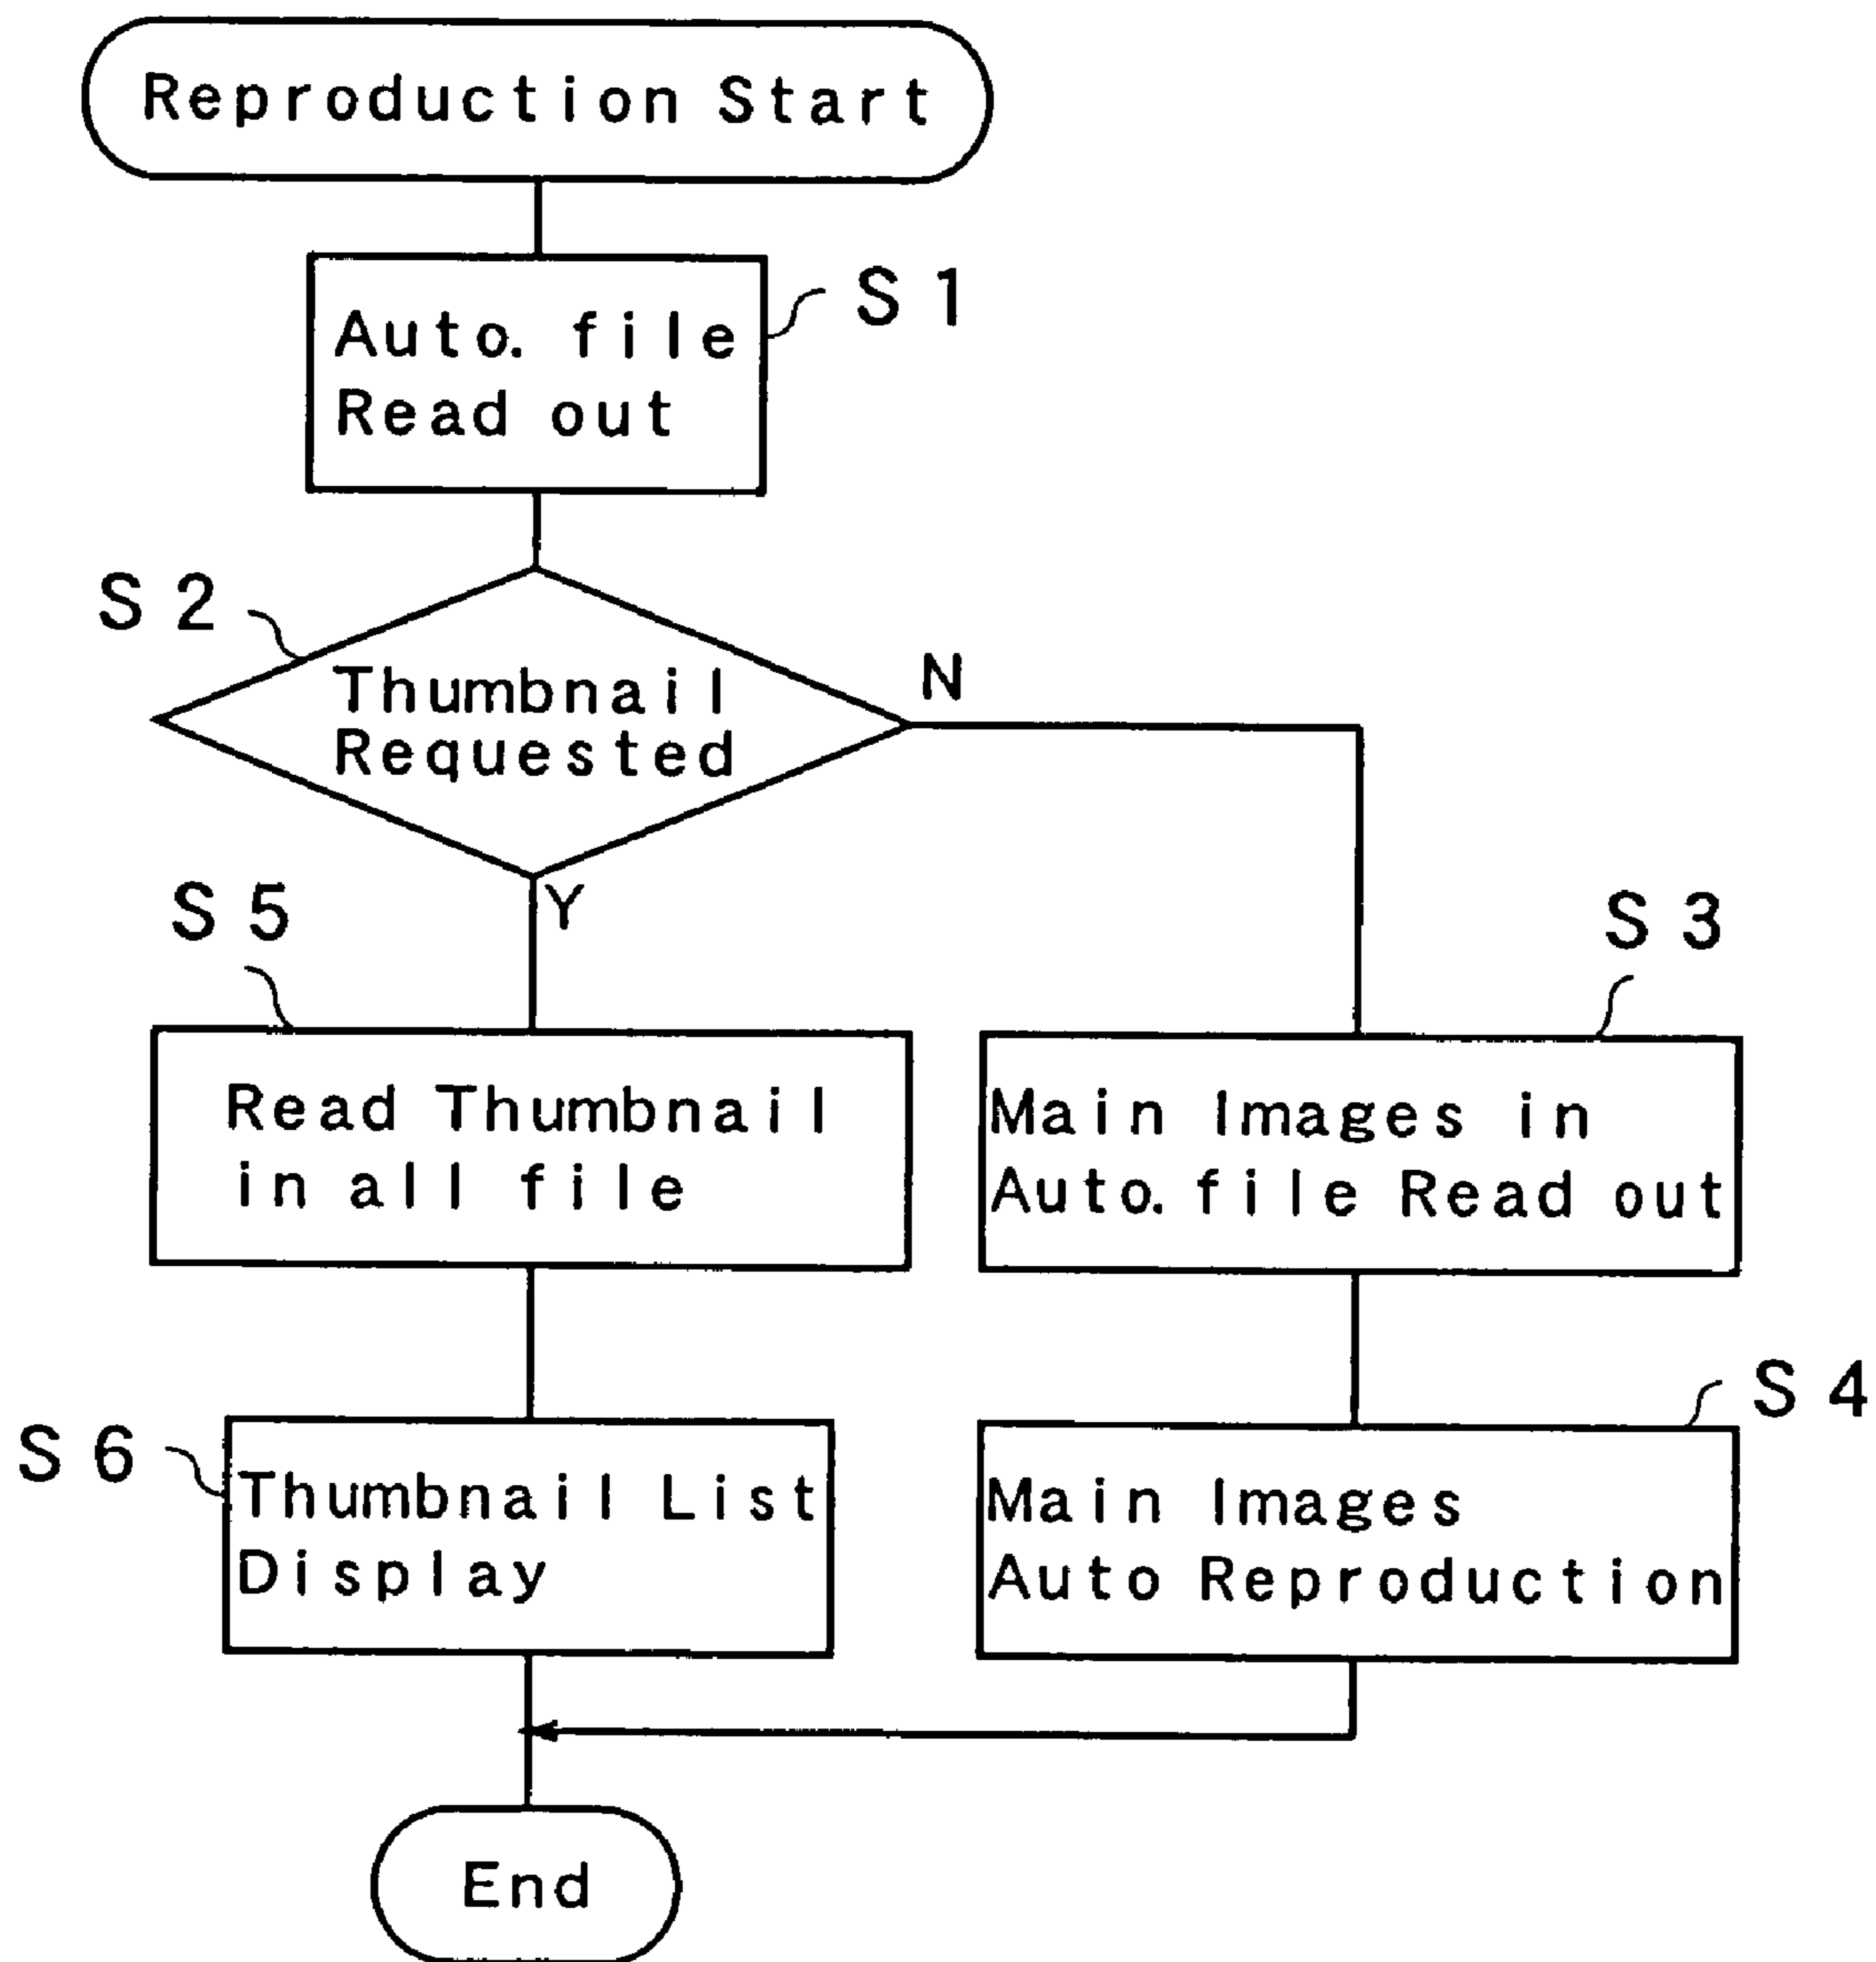 Reproduction Start
S1
Auto. file
Read out
S2
Thumbnail
Requested
N
Y
S5
Read Thumbnail
in all file
S3
Main Images in
Auto. file Read out
S6
Thumbnail List
Display
S4
Main Images
Auto Reproduction
End